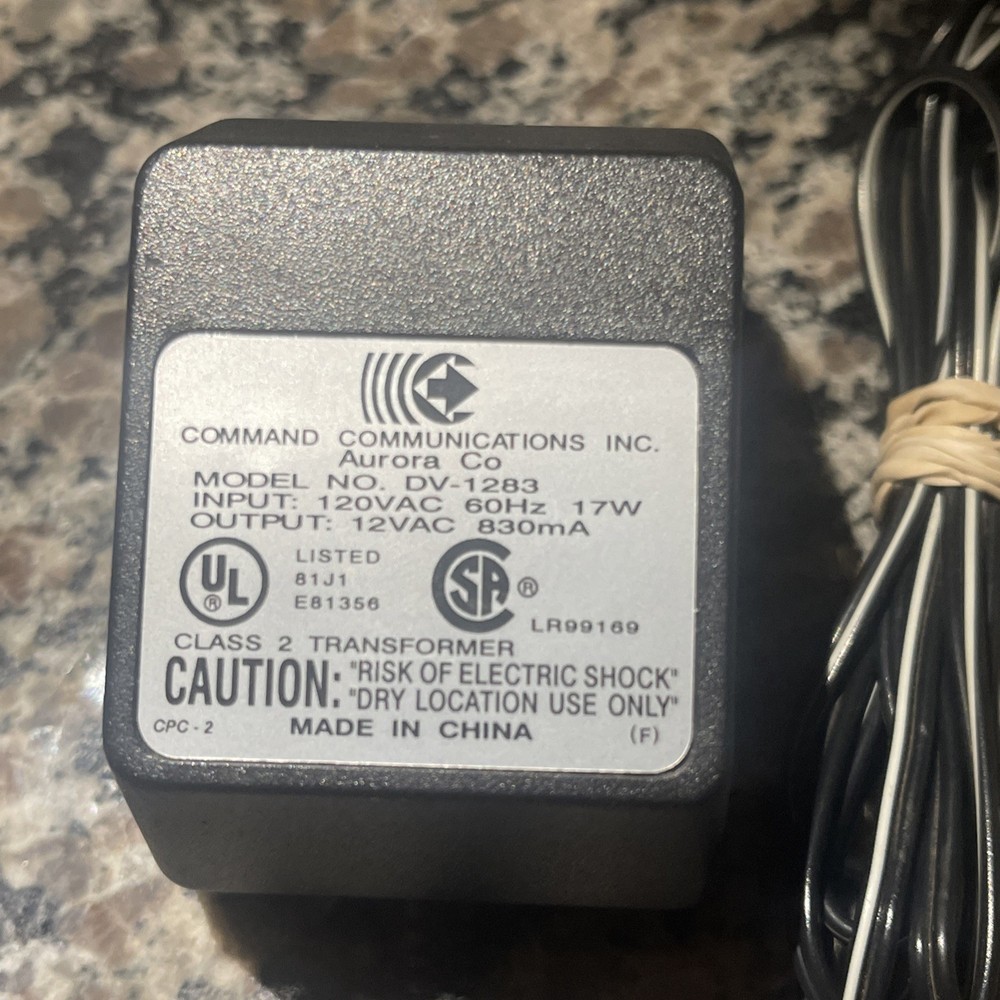 COMMAND COMMUNICATIONS INC.
Aurora Co
MODEL NO. DV-1283
INPUT: 120VAC 60Hz 17W
OUTPUT: 12VAC 830mA
UL ® LISTED
81J1
E81356
SA ®
LR99169
CLASS 2 TRANSFORMER
CAUTION: "RISK OF ELECTRIC SHOCK"
"DRY LOCATION USE ONLY"
CPC - 2 MADE IN CHINA (F)